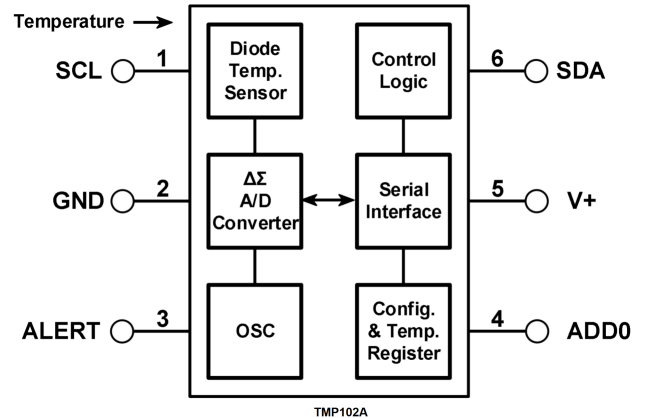 Temperature
SCL
1
Diode
Temp.
Sensor
Control
Logic
6
SDA
GND
2
ΔΣ
A/D
Converter
Serial
Interface
5
V+
ALERT
3
OSC
Config.
& Temp.
Register
4
ADD0
TMP102A